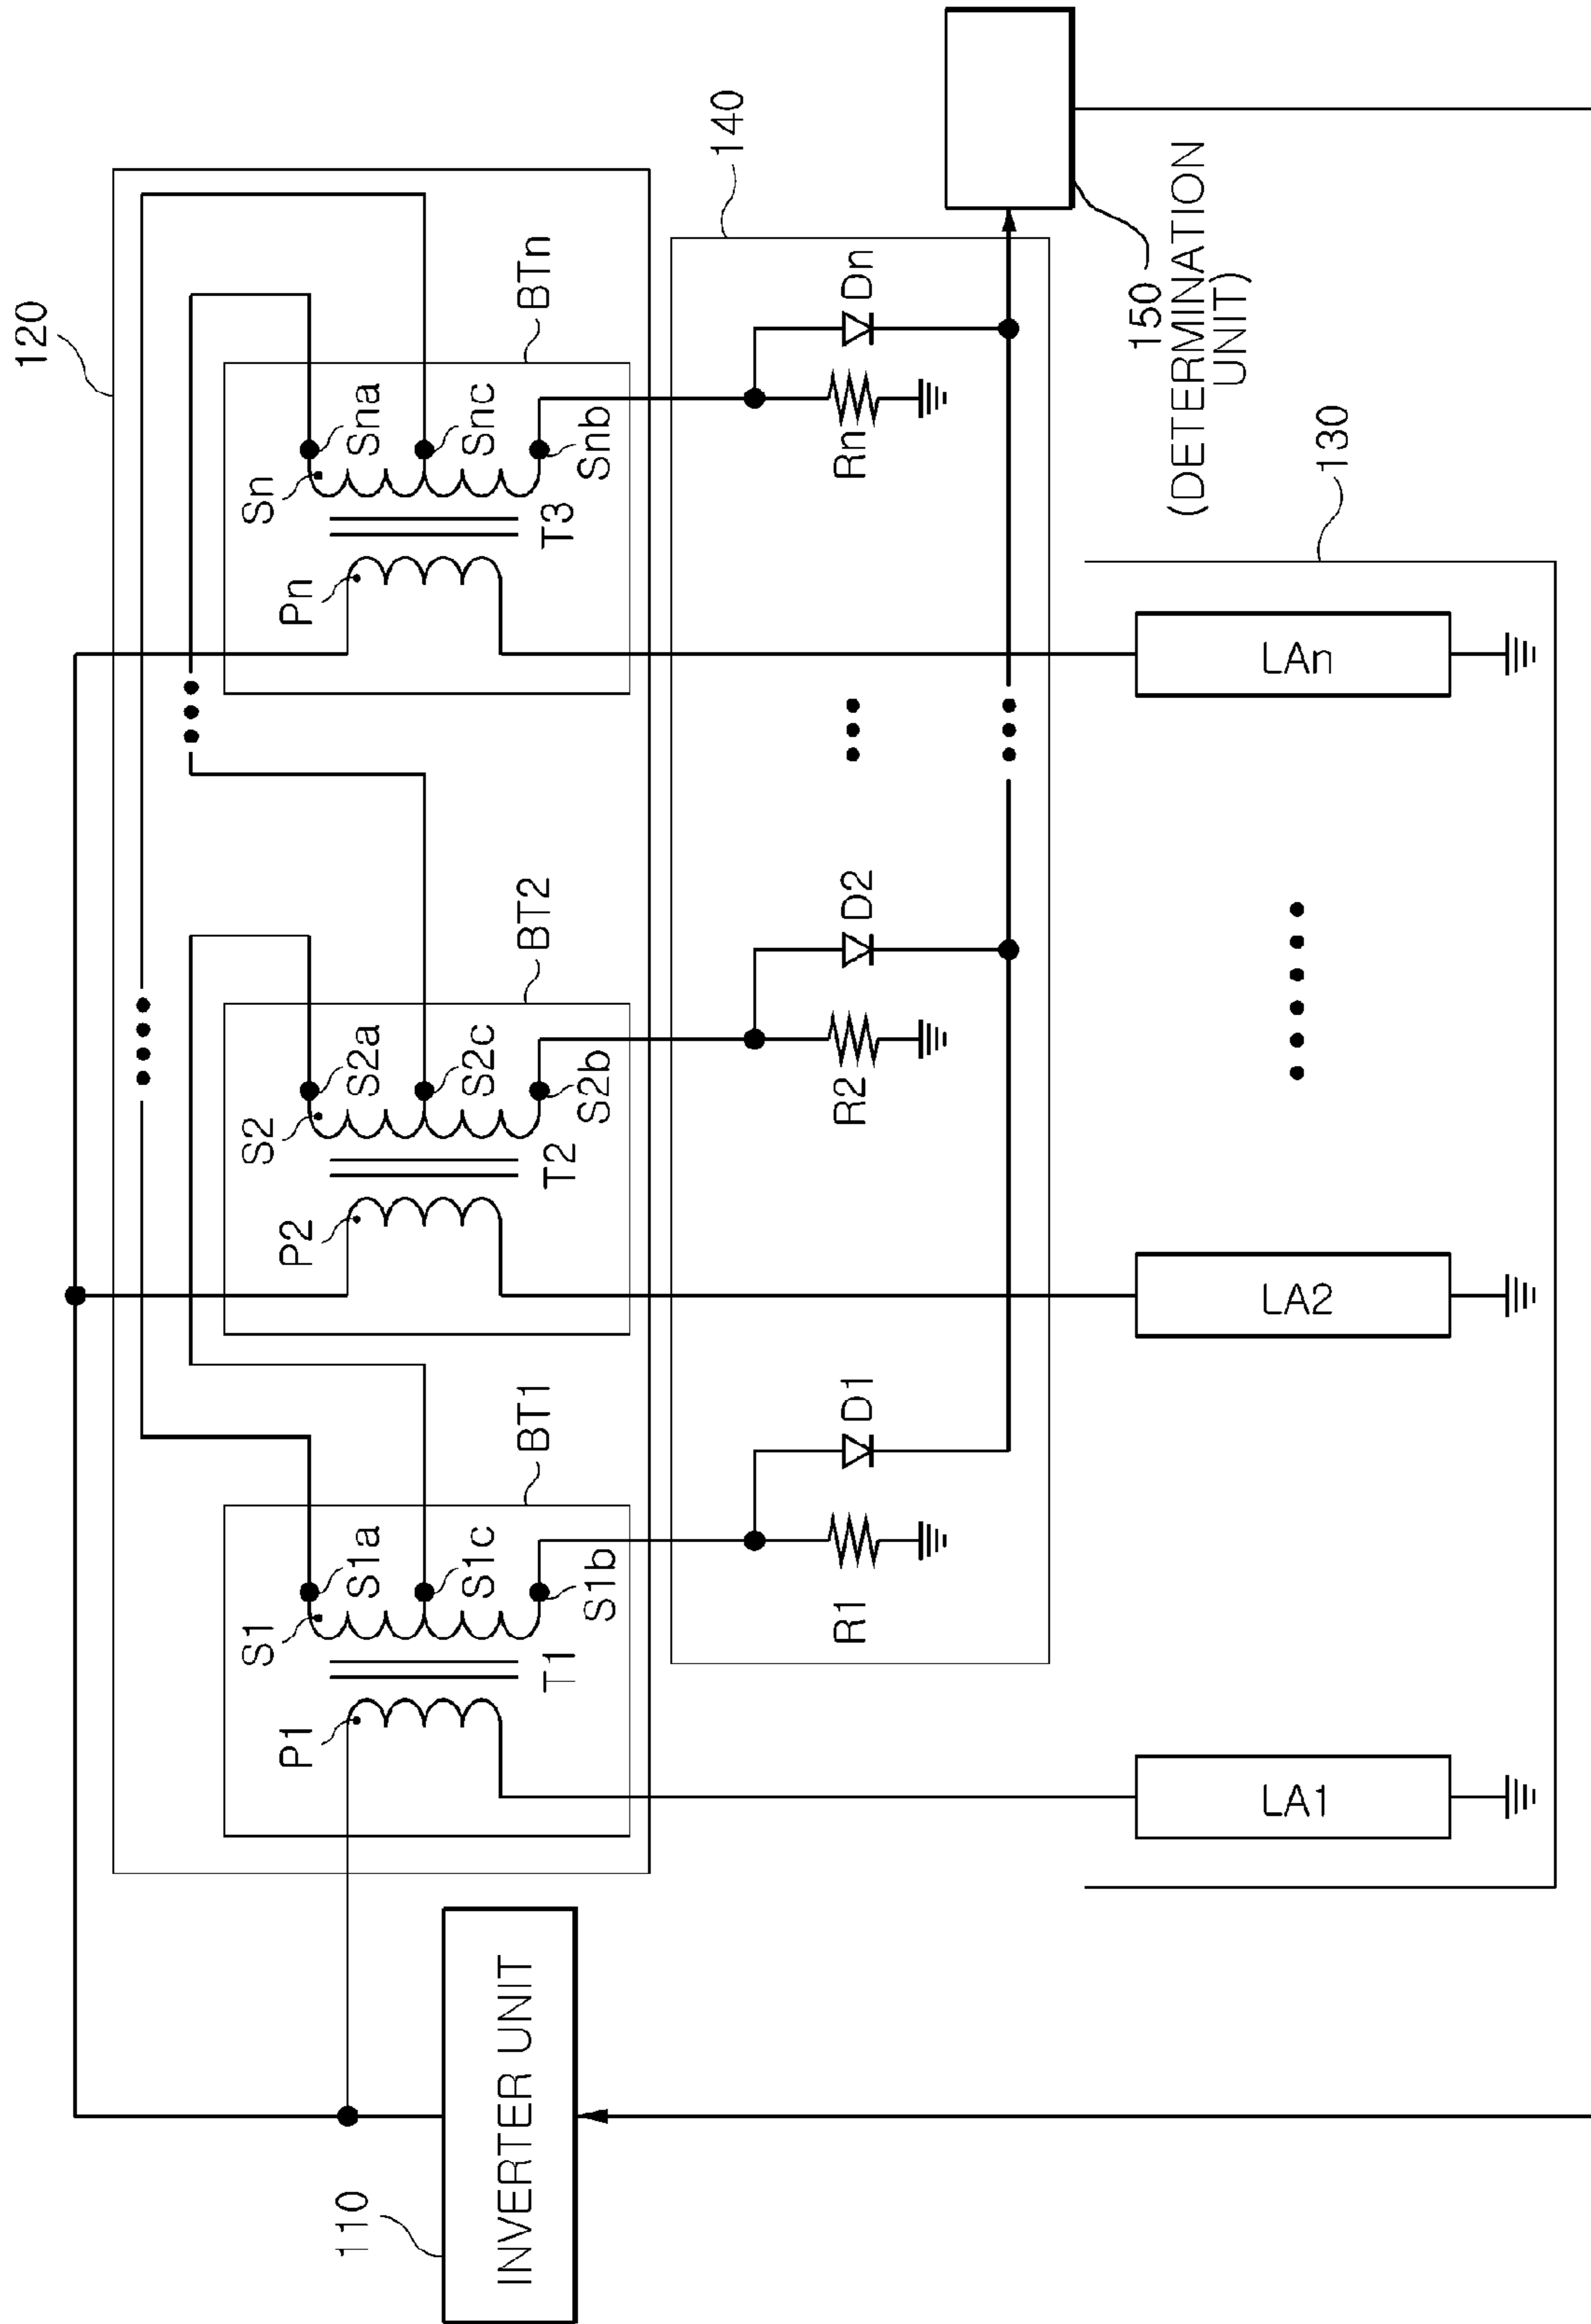 120
140
150
(DETERMINATION
UNIT)
130
110
INVERTER UNIT
BT1
S1
S1a
S1c
S1b
P1
T1
BT2
S2
S2a
S2c
S2b
P2
T2
BTn
Sn
Sna
Snc
Snb
Pn
T3
R1
D1
R2
D2
Rn
Dn
LA1
LA2
LAn